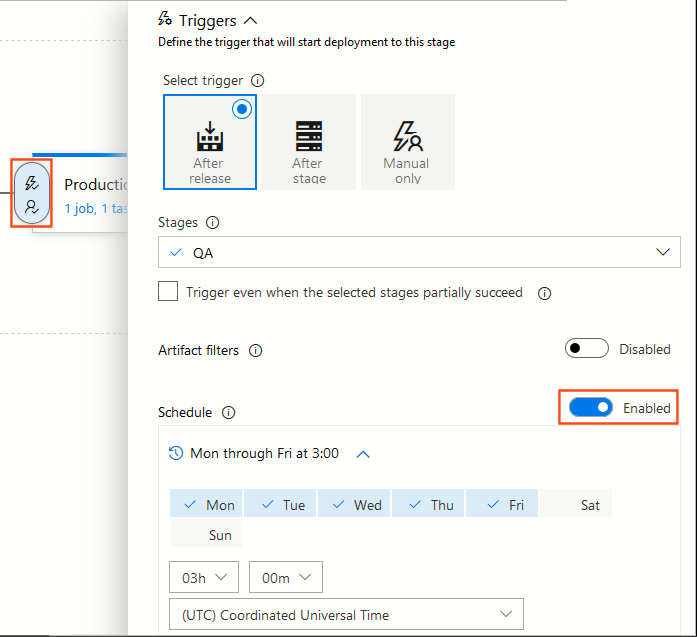 Triggers
Define the trigger that will start deployment to this stage
Select trigger
After
release
After
stage
Manual
only
Productio
1 job, 1 tas
Stages
QA
Trigger even when the selected stages partially succeed
Artifact filters
Disabled
Schedule
Enabled
Mon through Fri at 3:00
Mon Tue Wed Thu Fri Sat
Sun
03h 00m
(UTC) Coordinated Universal Time